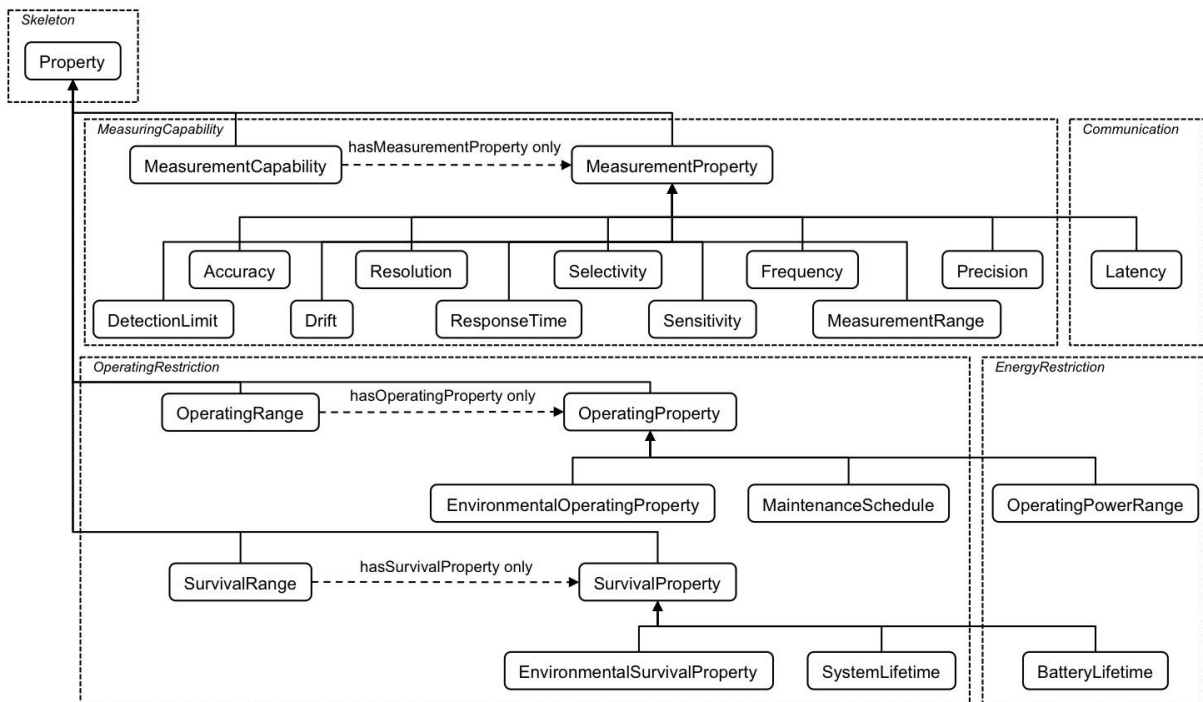 Skeleton
Property
MeasuringCapability
Communication
MeasurementCapability
hasMeasurementProperty only
MeasurementProperty
Accuracy
Resolution
Selectivity
Frequency
Precision
Latency
DetectionLimit
Drift
ResponseTime
Sensitivity
MeasurementRange
OperatingRestriction
EnergyRestriction
OperatingRange
hasOperatingProperty only
OperatingProperty
EnvironmentalOperatingProperty
MaintenanceSchedule
OperatingPowerRange
SurvivalRange
hasSurvivalProperty only
SurvivalProperty
EnvironmentalSurvivalProperty
SystemLifetime
BatteryLifetime